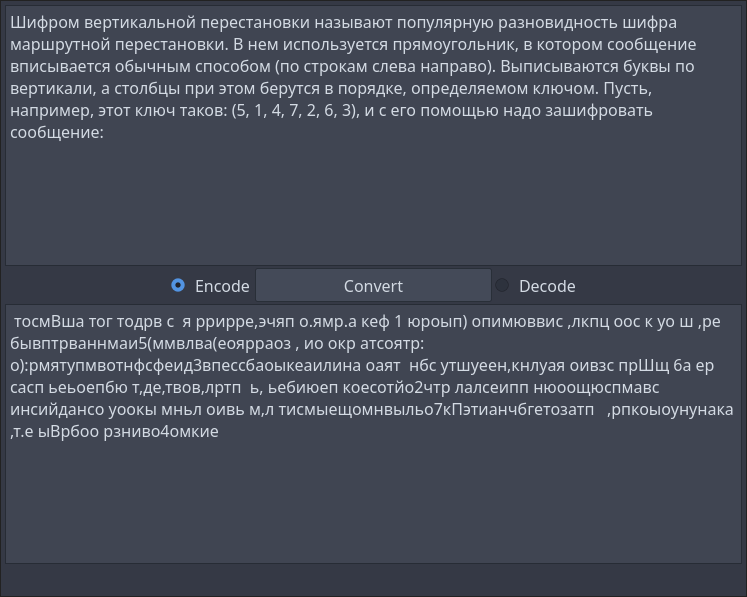 Шифром вертикальной перестановки называют популярную разновидность шифра
маршрутной перестановки. В нем используется прямоугольник, в котором сообщение
вписывается обычным способом (по строкам слева направо). Выписываются буквы по
вертикали, а столбцы при этом берутся в порядке, определяемом ключом. Пусть,
например, этот ключ таков: (5, 1, 4, 7, 2, 6, 3), и с его помощью надо зашифровать
сообщение:
Encode Convert Decode
тосмВша тог тодрв с  я ррирре,эчяп о.ямр.а кеф 1 юроып) опимюввис ,лкпц оос к уо ш ,ре
бывптрваннмаи5(ммвлва(еоярраоз , ио окр атсоятр:
о):рмятупмвотнфсфеид3впессбаоыкеаилина оаят  нбс утшуеен,кнлуая оивзс прШщ 6а ер
сасп ьеьоепбю т,де,твов,лртп  ь, ьебиюеп коесотйо2чтр лалсеипп нюоощюспмавс
инсийдансо уоокы мньл оивь м,л тисмыещомнвыльо7кПэтианчбгетозатп   ,рпкоыоунунака
,т.е ыВрбоо рзниво4омкие